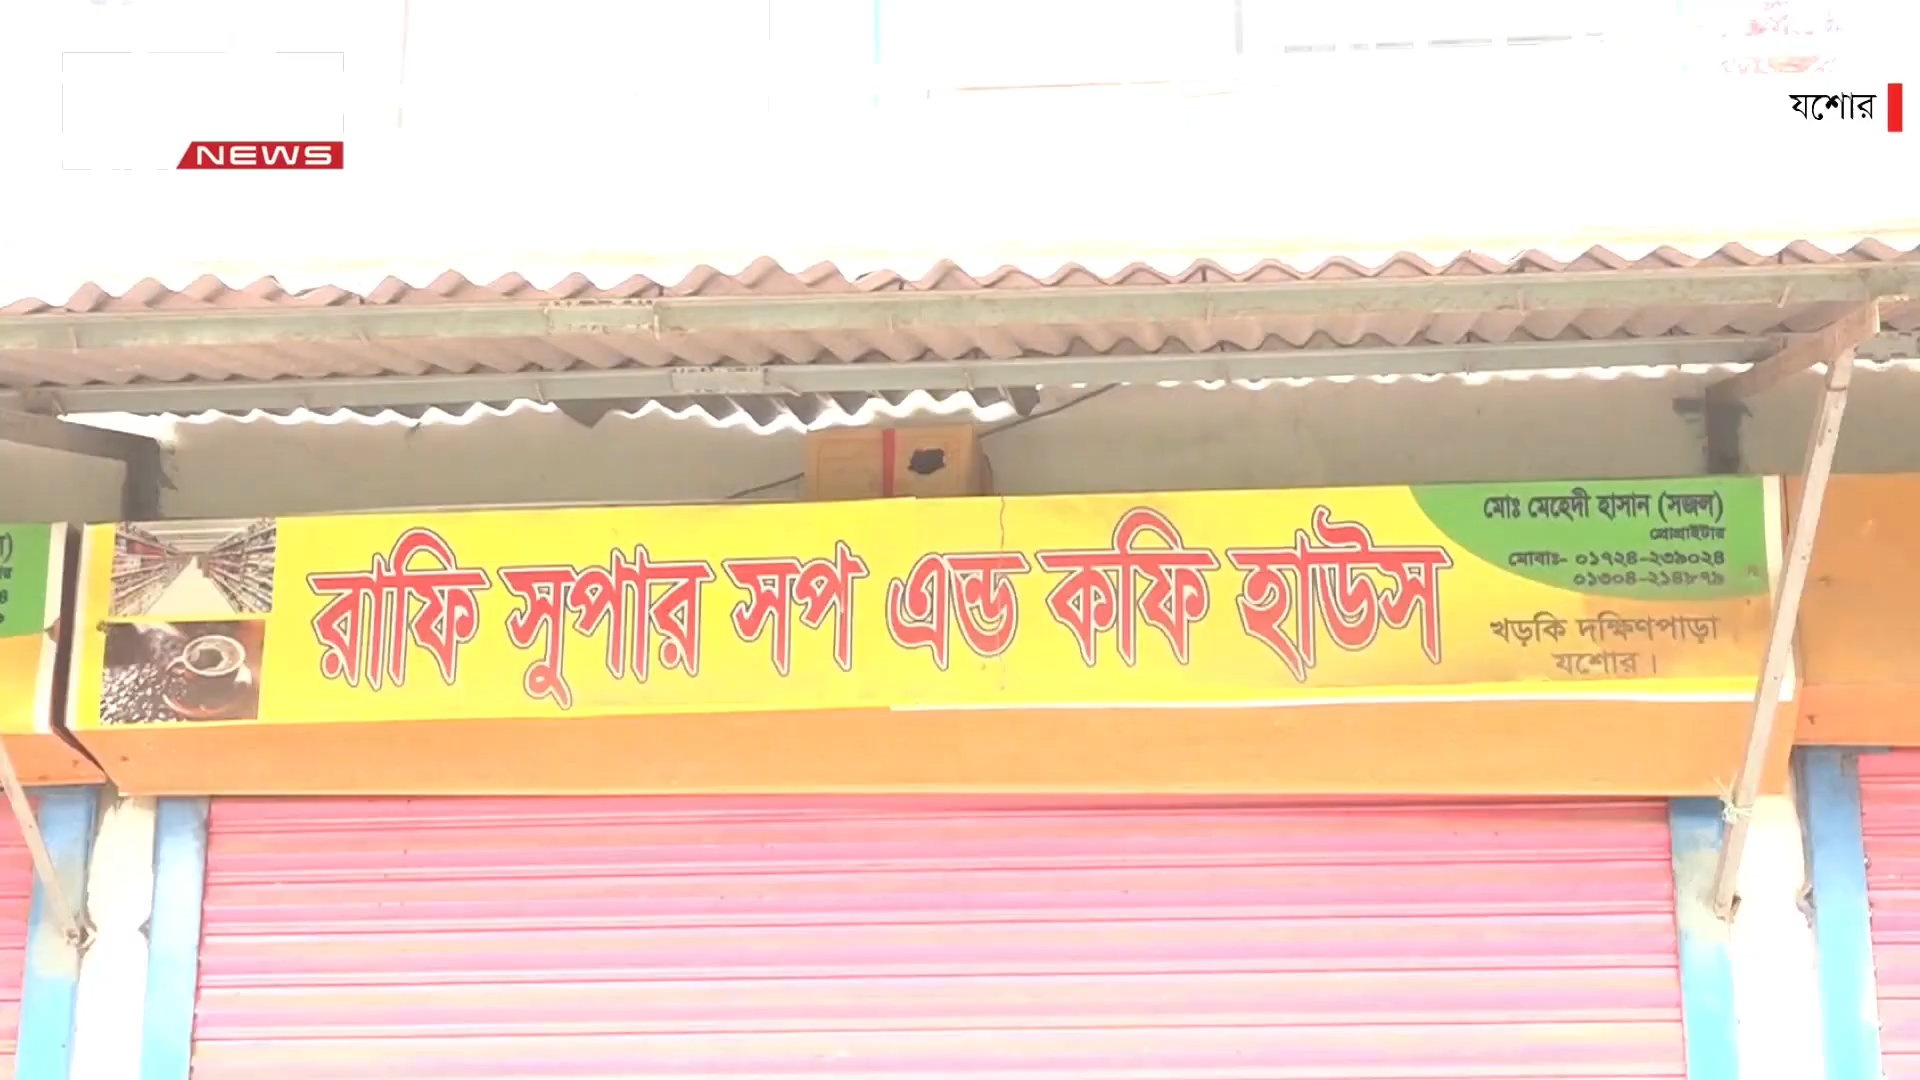 NEWS
যশোর
রাফি সুপার সপ এন্ড কফি হাউস
মোঃ মেহেদী হাসান (সজল)
প্রোপ্রাইটার
মোবাঃ- ০১৭২৪-২৩৯০২৪
০১৩০৪-২১৪৮৭৯
খড়কি দক্ষিণপাড়া
যশোর।